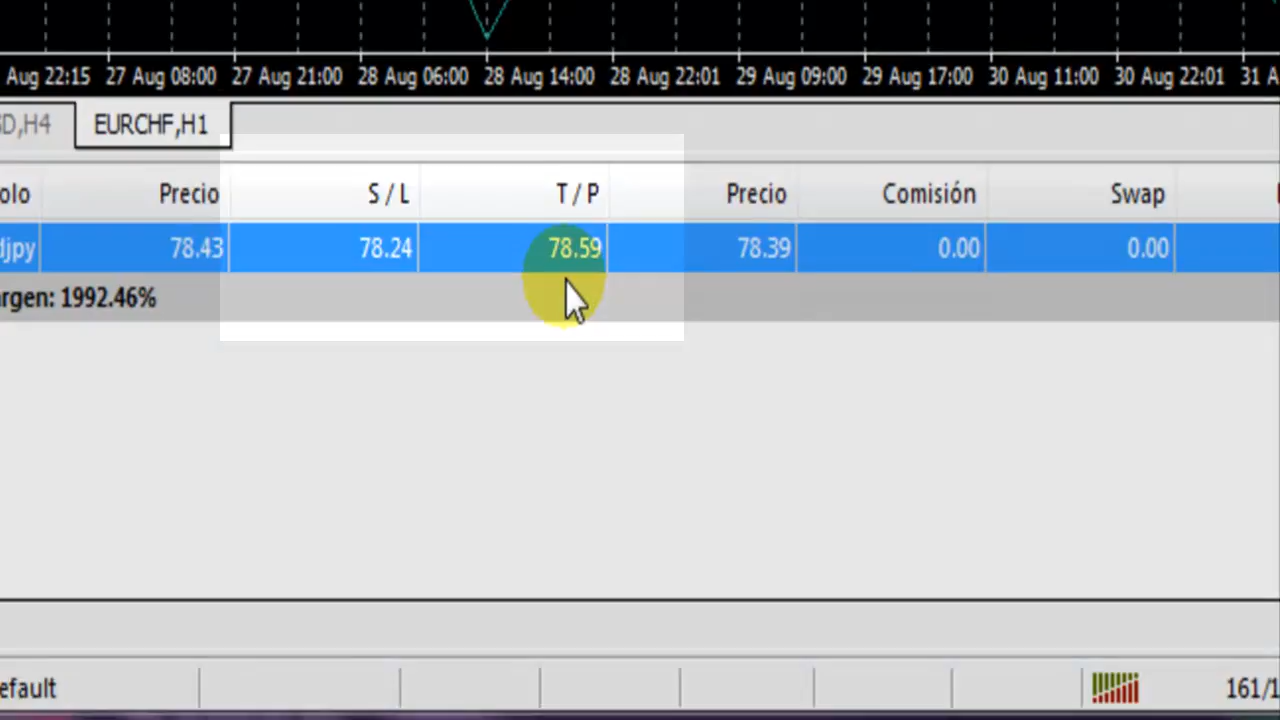 Aug 22:15 27 Aug 08:00 27 Aug 21:00 28 Aug 06:00 28 Aug 14:00 28 Aug 22:01 29 Aug 09:00 29 Aug 17:00 30 Aug 11:00 30 Aug 22:01 31 A
D,H4 EURCHF,H1
olo Precio S / L T / P Precio Comisión Swap
djpy 78.43 78.24 78.59 78.39 0.00 0.00
rgen: 1992.46%
efault 161/1